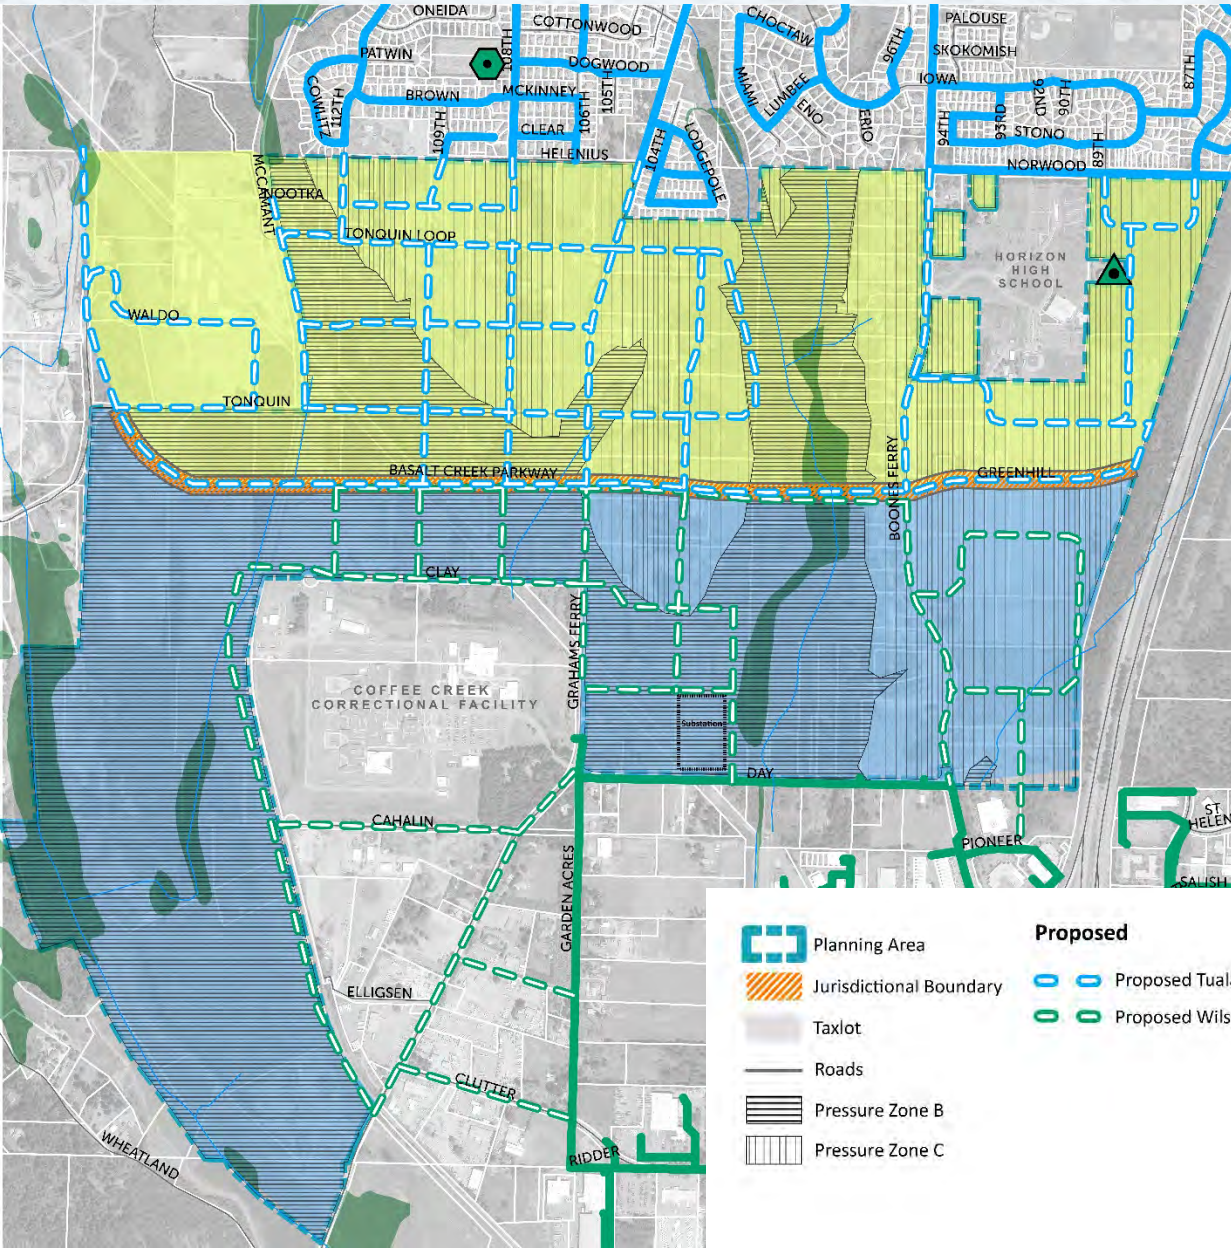 ONEIDA
COTTONWOOD
CHOCTAW
PALOUSE
PATWIN
108TH
DOGWOOD
96TH
SKOKOMISH
COWLITZ
112TH
BROWN
MCKINNEY
105TH
106TH
MIAMI
LUMBEE
ENO
ERIO
IOWA
92ND
90TH
87TH
109TH
CLEAR
HELENIUS
104TH
LODGEPOLE
94TH
93RD
STONO
89TH
NORWOOD
MCCAMANT
NOOTKA
TONQUIN LOOP
HORIZON
HIGH
SCHOOL
WALDO
TONQUIN
BASALT CREEK PARKWAY
BOONES FERRY
GREENHILL
CLAY
GRAHAMS FERRY
COFFEE CREEK
CORRECTIONAL FACILITY
Substation
DAY
CAHALIN
PIONEER
ST
HELEN
SALISH
GARDEN ACRES
ELLIGSEN
CLUTTER
RIDDER
WHEATLAND
Planning Area
Jurisdictional Boundary
Taxlot
Roads
Pressure Zone B
Pressure Zone C
Proposed
Proposed Tual
Proposed Wils